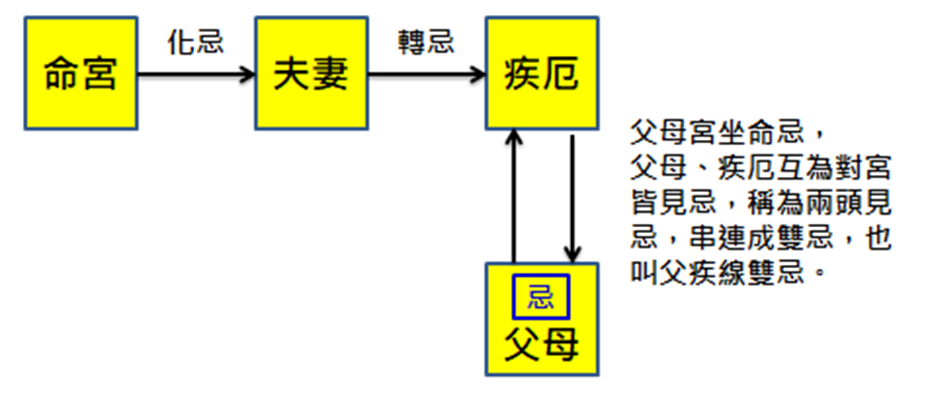 命宮
化忌
夫妻
轉忌
疾厄
父母宮坐命忌，
父母、疾厄互為對宮
皆見忌，稱為兩頭見
忌，串連成雙忌，也
叫父疾線雙忌。
忌
父母